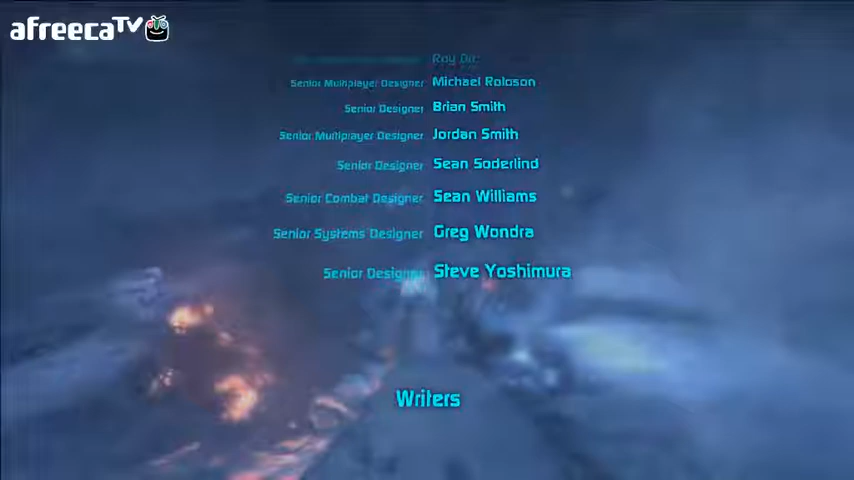 afreecaTV
Senior Multiplayer Designer Michael Roloson
Senior Designer Brian Smith
Senior Multiplayer Designer Jordan Smith
Senior Designer Sean Soderlind
Senior Combat Designer Sean Williams
Senior Systems Designer Greg Wondra
Senior Designer Steve Yoshimura
Writers